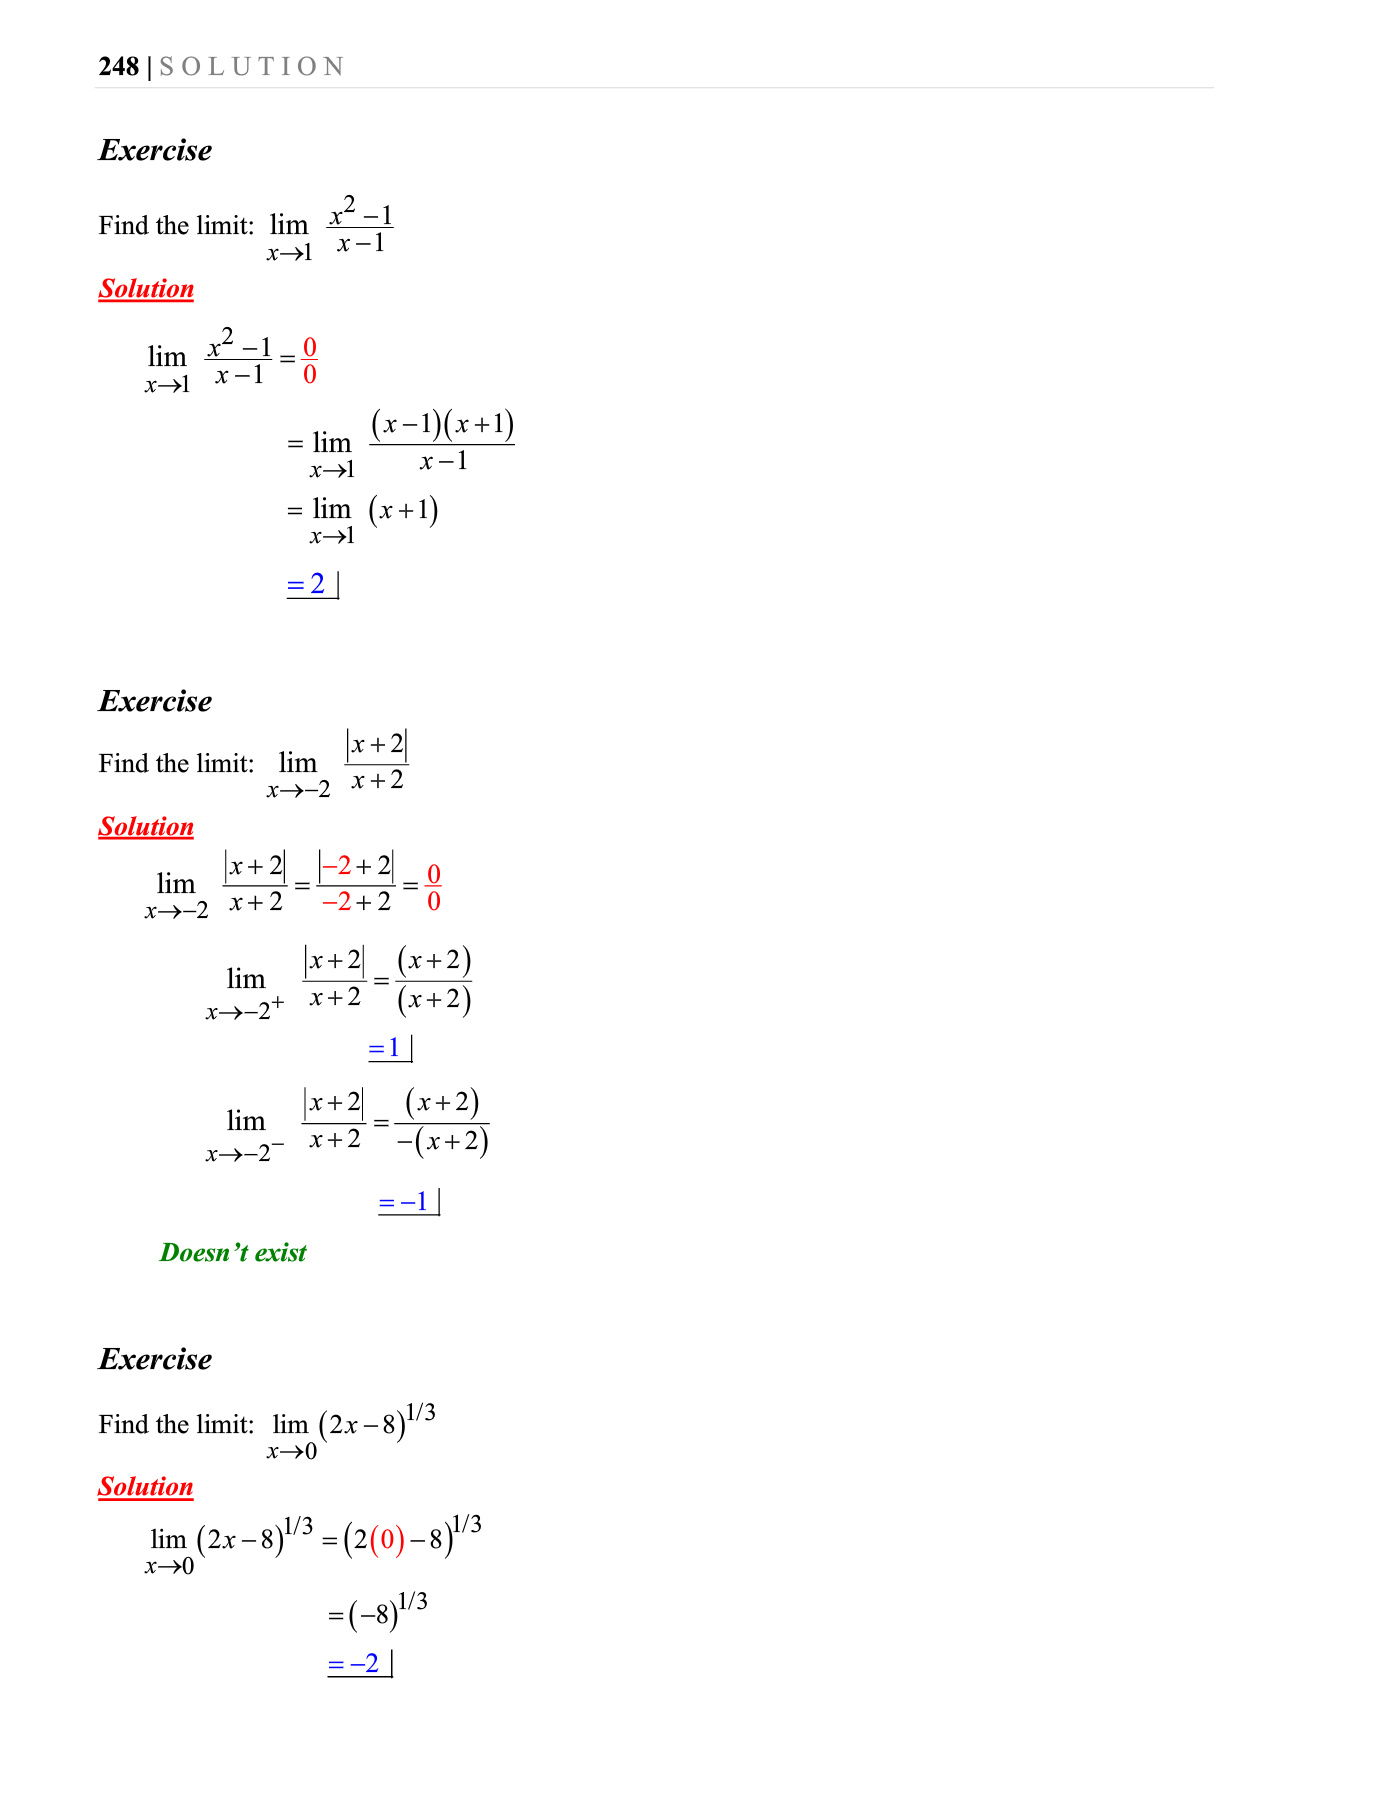 248 | SOLUTION
Exercise
Find the limit: $\lim_{x \to 1} \frac{x^2-1}{x-1}$
Solution
$\lim_{x \to 1} \frac{x^2-1}{x-1} = \frac{0}{0}$
$= \lim_{x \to 1} \frac{(x-1)(x+1)}{x-1}$
$= \lim_{x \to 1} (x+1)$
$= 2$
Exercise
Find the limit: $\lim_{x \to -2} \frac{|x+2|}{x+2}$
Solution
$\lim_{x \to -2} \frac{|x+2|}{x+2} = \frac{|-2+2|}{-2+2} = \frac{0}{0}$
$\lim_{x \to -2^+} \frac{|x+2|}{x+2} = \frac{(x+2)}{(x+2)}$
$= 1$
$\lim_{x \to -2^-} \frac{|x+2|}{x+2} = \frac{(x+2)}{-(x+2)}$
$= -1$
Doesn't exist
Exercise
Find the limit: $\lim_{x \to 0} (2x-8)^{1/3}$
Solution
$\lim_{x \to 0} (2x-8)^{1/3} = (2(0)-8)^{1/3}$
$= (-8)^{1/3}$
$= -2$